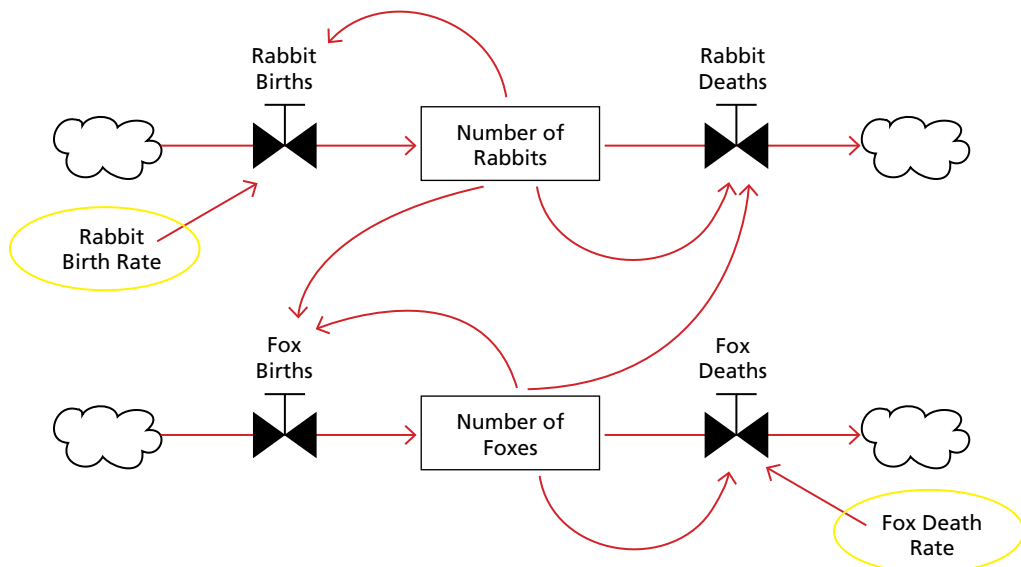 Rabbit
Births
Rabbit
Deaths
Number of
Rabbits
Rabbit
Birth Rate
Fox
Births
Fox
Deaths
Number of
Foxes
Fox Death
Rate